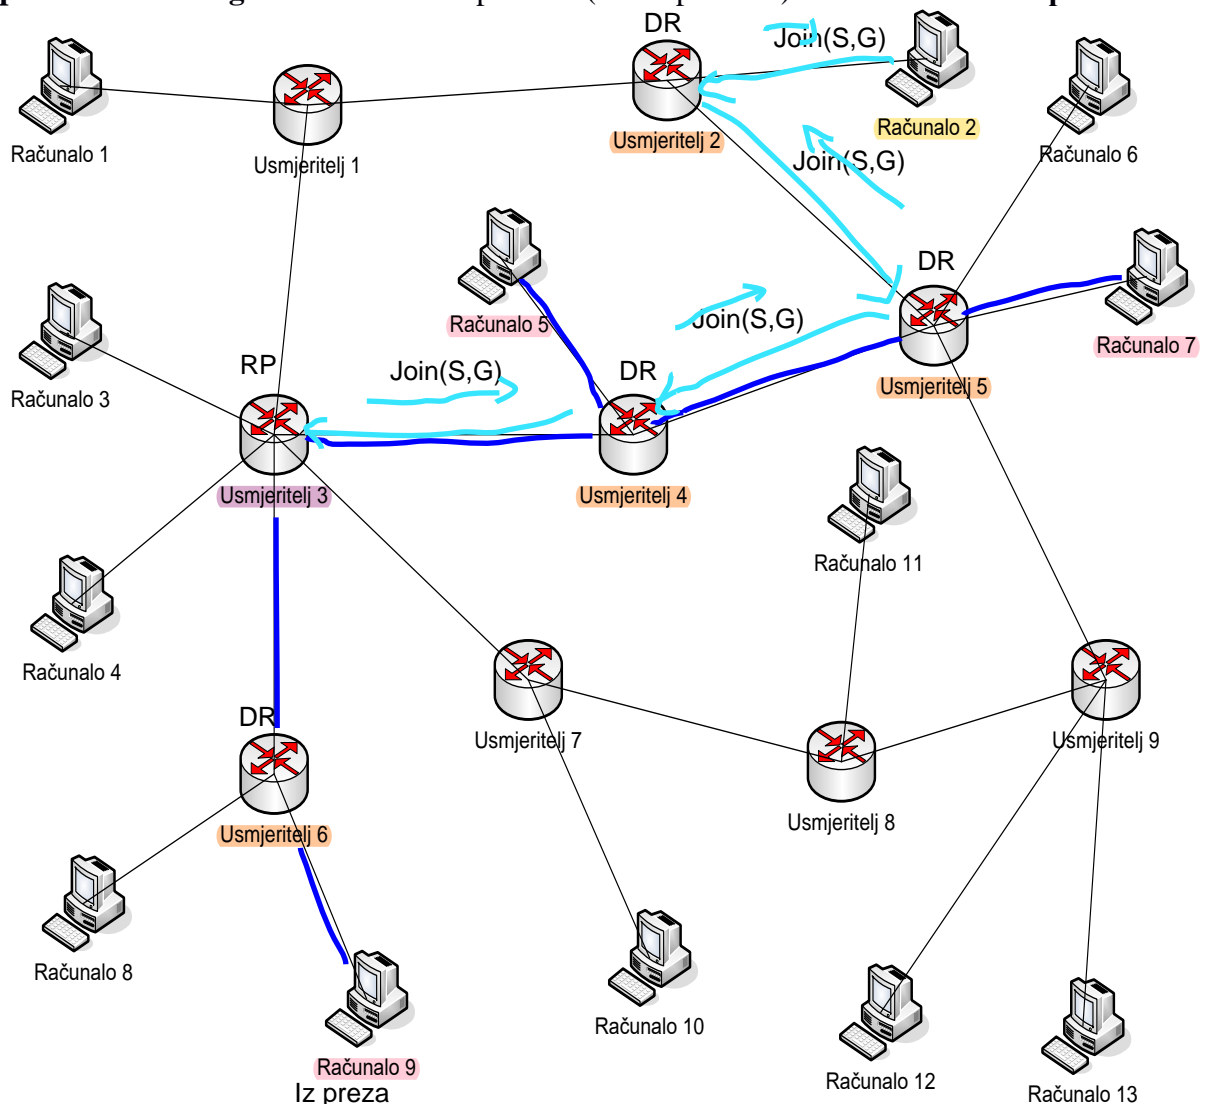 DR
Join(S,G)
Računalo 2
Računalo 6
Računalo 1
Usmjeritelj 1
Usmjeritelj 2
Join(S,G)
DR
Računalo 5
Join(S,G)
Računalo 7
RP
Join(S,G)
DR
Usmjeritelj 5
Računalo 3
Usmjeritelj 3
Usmjeritelj 4
Računalo 11
Računalo 4
DR
Usmjeritelj 7
Usmjeritelj 9
Usmjeritelj 6
Usmjeritelj 8
Računalo 8
Računalo 10
Računalo 9
Računalo 12
Računalo 13
Iz preza